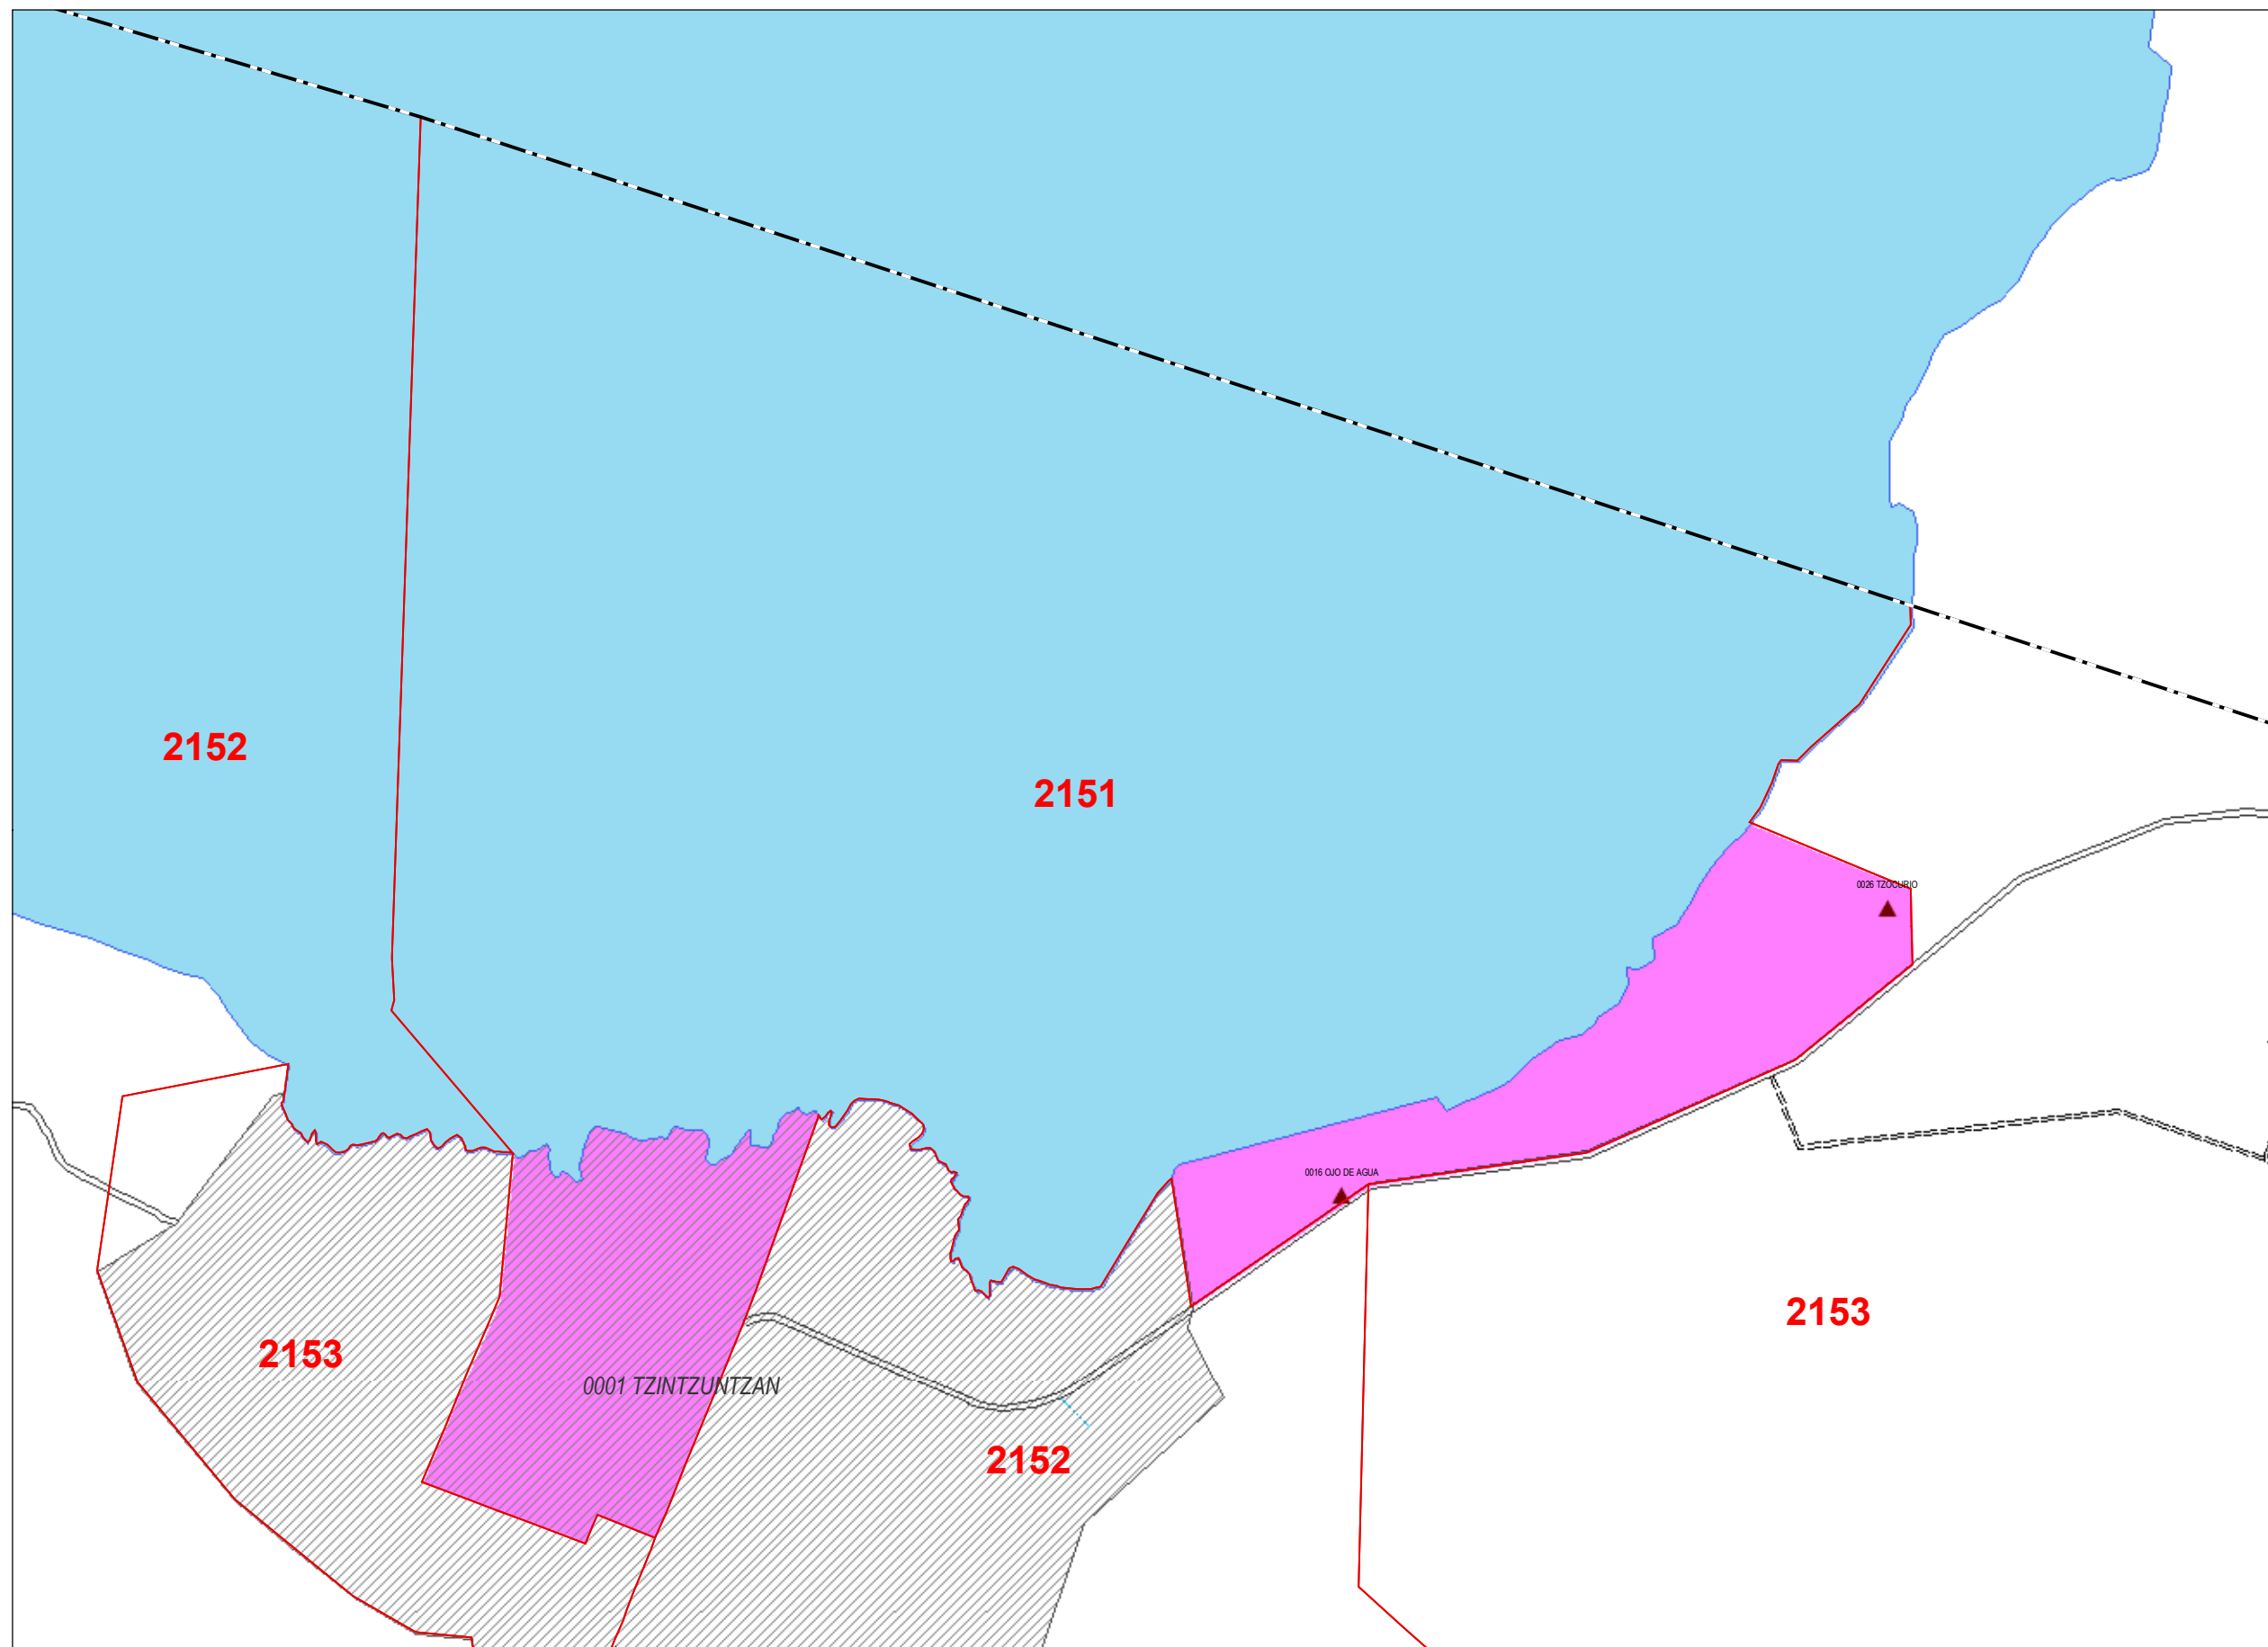 2152
2151
0026 TZOCURIO
0016 OJO DE AGUA
2153
2153
0001 TZINTZUNTZAN
2152